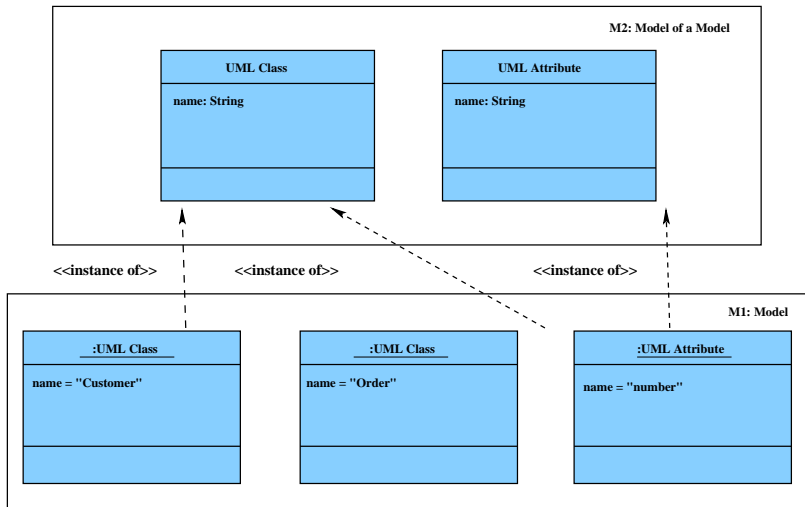 M2: Model of a Model
UML Class
UML Attribute
name: String
name: String
<<instance of>>
<<instance of>>
<<instance of>>
M1: Model
:UML Class
:UML Class
:UML Attribute
name = "Customer"
name = "Order"
name = "number"